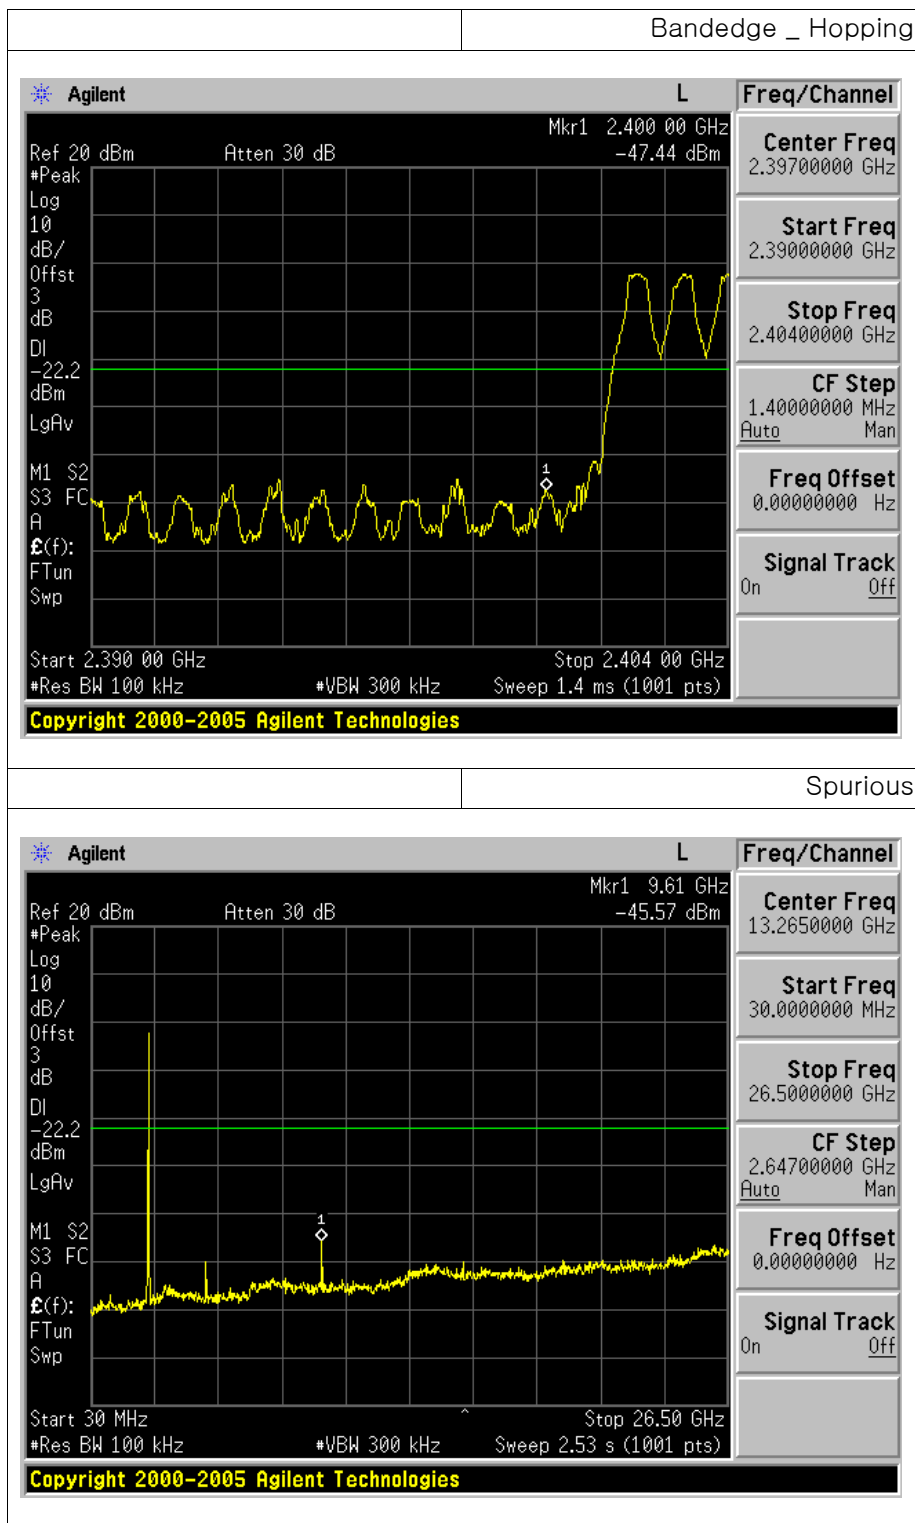 Bandedge _ Hopping
Agilent L Freq/Channel
Mkr1 2.400 00 GHz
Ref 20 dBm Atten 30 dB -47.44 dBm
#Peak
Log
10
dB/
Offst
3
dB
DI
-22.2
dBm
LgAv
M1 S2
S3 FC
A
£(f):
FTun
Swp
1
Start 2.390 00 GHz Stop 2.404 00 GHz
#Res BW 100 kHz #VBW 300 kHz Sweep 1.4 ms (1001 pts)
Center Freq
2.39700000 GHz
Start Freq
2.39000000 GHz
Stop Freq
2.40400000 GHz
CF Step
1.40000000 MHz
Auto Man
Freq Offset
0.00000000 Hz
Signal Track
On Off
Copyright 2000-2005 Agilent Technologies
Spurious
Agilent L Freq/Channel
Mkr1 9.61 GHz
Ref 20 dBm Atten 30 dB -45.57 dBm
#Peak
Log
10
dB/
Offst
3
dB
DI
-22.2
dBm
LgAv
M1 S2
S3 FC
A
£(f):
FTun
Swp
1
Start 30 MHz ^ Stop 26.50 GHz
#Res BW 100 kHz #VBW 300 kHz Sweep 2.53 s (1001 pts)
Center Freq
13.2650000 GHz
Start Freq
30.0000000 MHz
Stop Freq
26.5000000 GHz
CF Step
2.64700000 GHz
Auto Man
Freq Offset
0.00000000 Hz
Signal Track
On Off
Copyright 2000-2005 Agilent Technologies